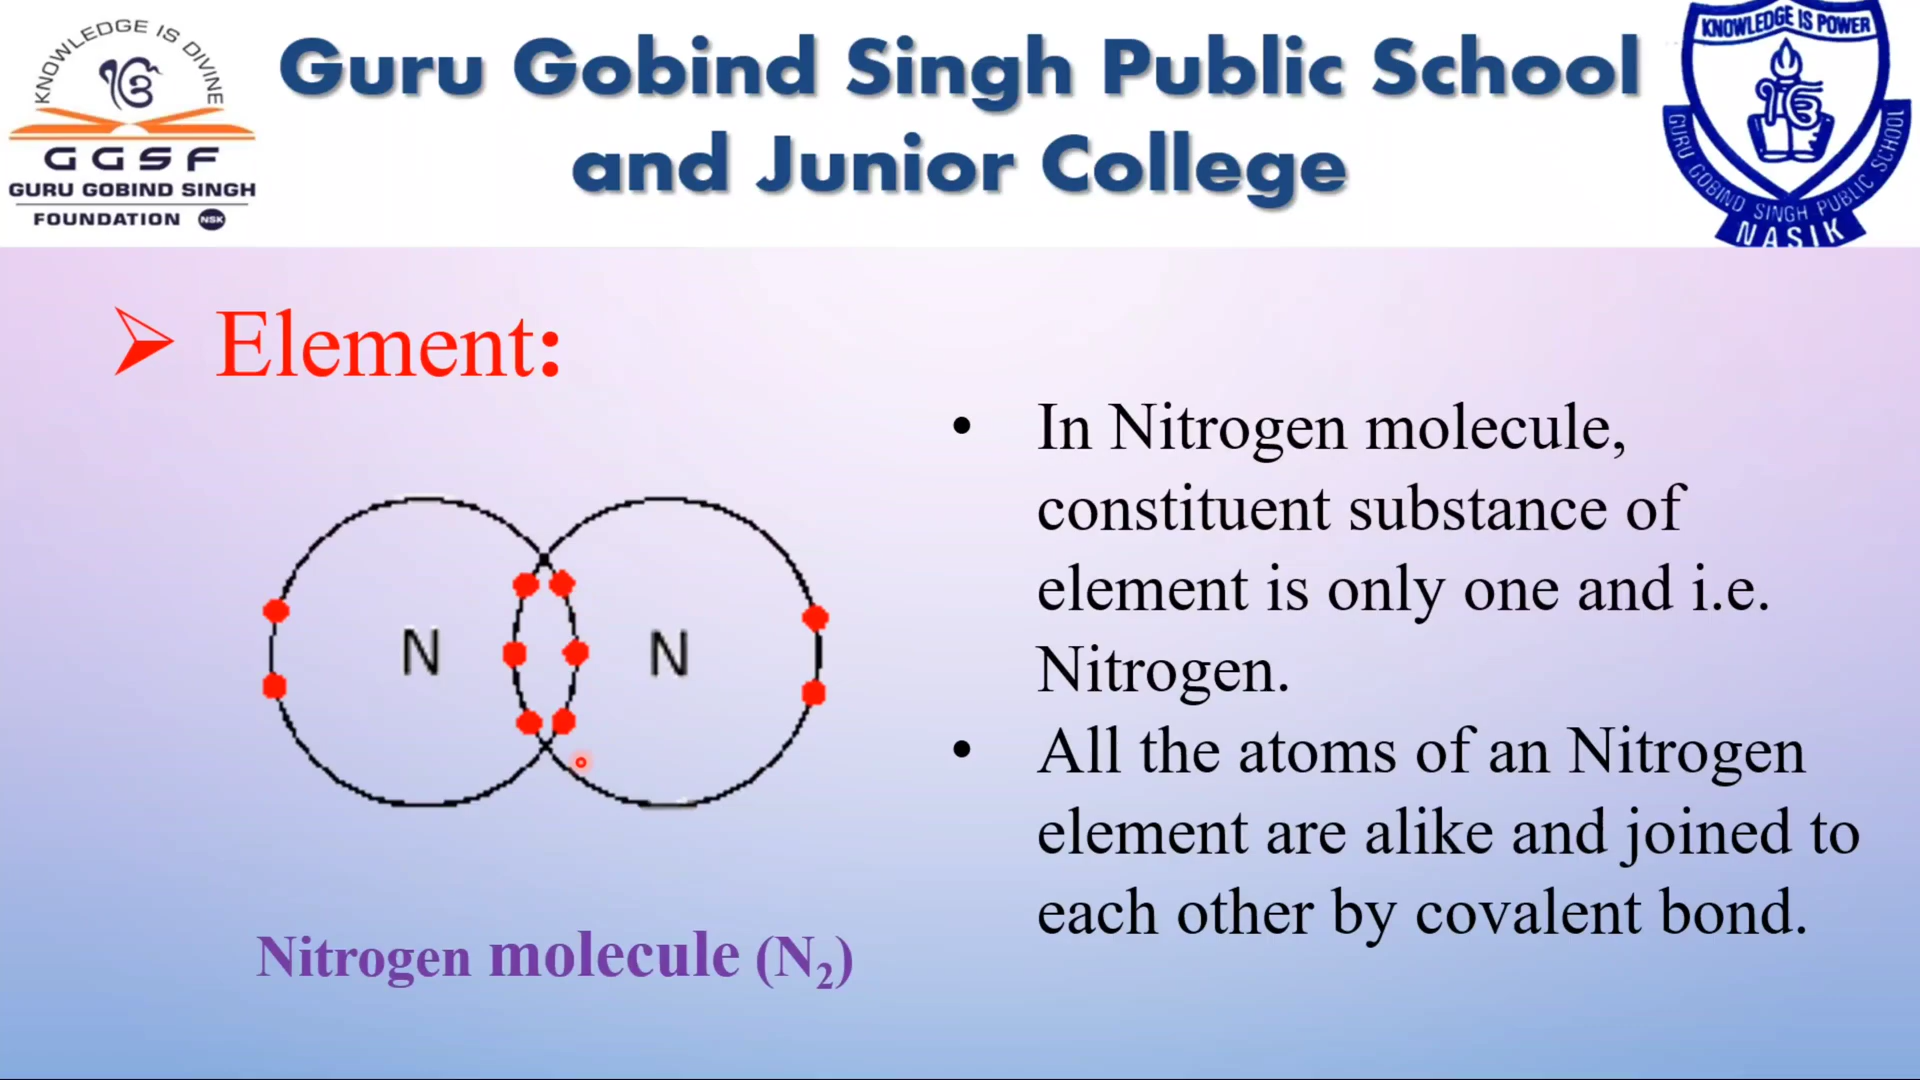 KNOWLEDGE IS DIVINE
GGSF
GURU GOBIND SINGH
FOUNDATION NSK
Guru Gobind Singh Public School
and Junior College
KNOWLEDGE IS POWER
GURU GOBIND SINGH PUBLIC SCHOOL
NASIK
➢ Element:
N N
Nitrogen molecule (N₂)
• In Nitrogen molecule,
constituent substance of
element is only one and i.e.
Nitrogen.
• All the atoms of an Nitrogen
element are alike and joined to
each other by covalent bond.